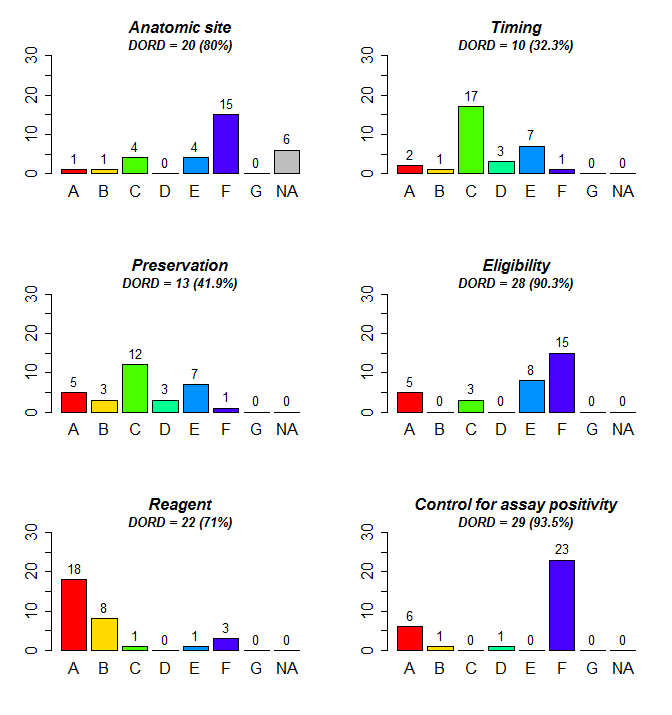 Anatomic site
DORD = 20 (80%)
30
20
10
0
1 1 4 0 4 15 0 6
A B C D E F G NA
Timing
DORD = 10 (32.3%)
30
20
10
0
2 1 17 3 7 1 0 0
A B C D E F G NA
Preservation
DORD = 13 (41.9%)
30
20
10
0
5 3 12 3 7 1 0 0
A B C D E F G NA
Eligibility
DORD = 28 (90.3%)
30
20
10
0
5 0 3 0 8 15 0 0
A B C D E F G NA
Reagent
DORD = 22 (71%)
30
20
10
0
18 8 1 0 1 3 0 0
A B C D E F G NA
Control for assay positivity
DORD = 29 (93.5%)
30
20
10
0
6 1 0 1 0 23 0 0
A B C D E F G NA